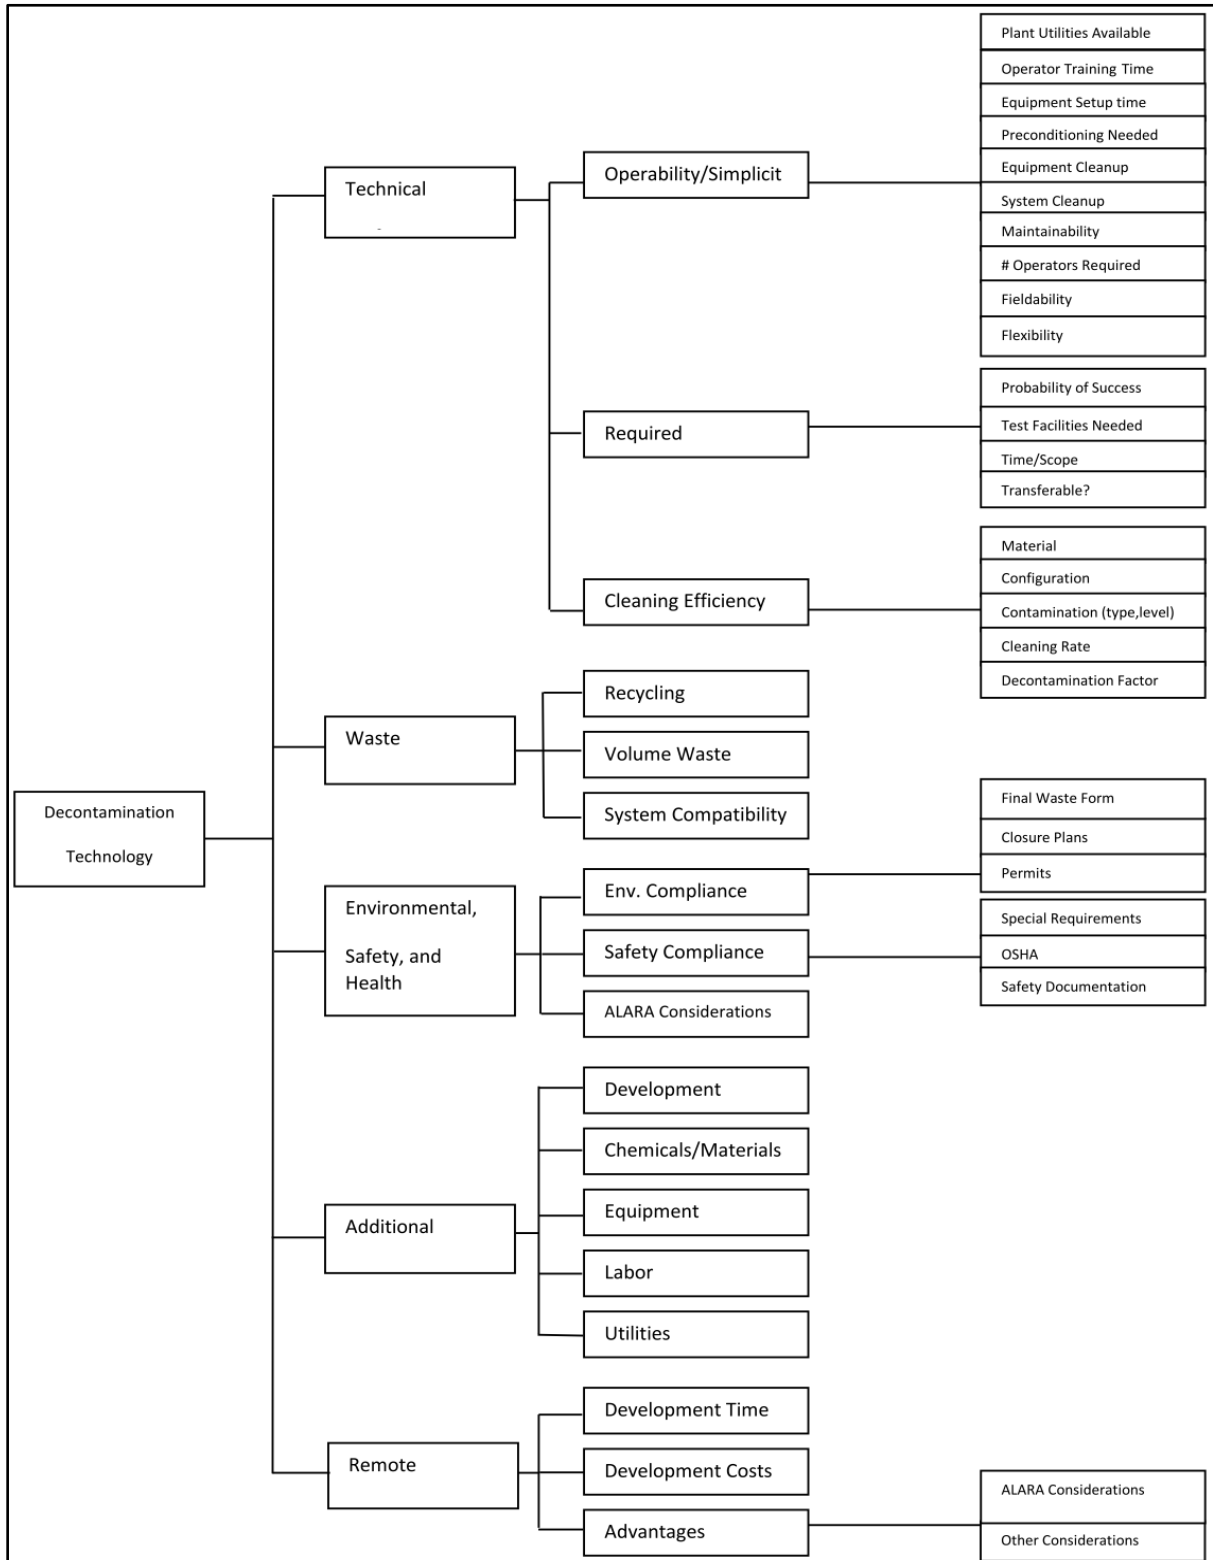 Decontamination
Technology
Technical
Operability/Simplicit
Plant Utilities Available
Operator Training Time
Equipment Setup time
Preconditioning Needed
Equipment Cleanup
System Cleanup
Maintainability
# Operators Required
Fieldability
Flexibility
Required
Probability of Success
Test Facilities Needed
Time/Scope
Transferable?
Cleaning Efficiency
Material
Configuration
Contamination (type,level)
Cleaning Rate
Decontamination Factor
Waste
Recycling
Volume Waste
System Compatibility
Environmental,
Safety, and
Health
Env. Compliance
Final Waste Form
Closure Plans
Permits
Safety Compliance
Special Requirements
OSHA
Safety Documentation
ALARA Considerations
Additional
Development
Chemicals/Materials
Equipment
Labor
Utilities
Remote
Development Time
Development Costs
Advantages
ALARA Considerations
Other Considerations